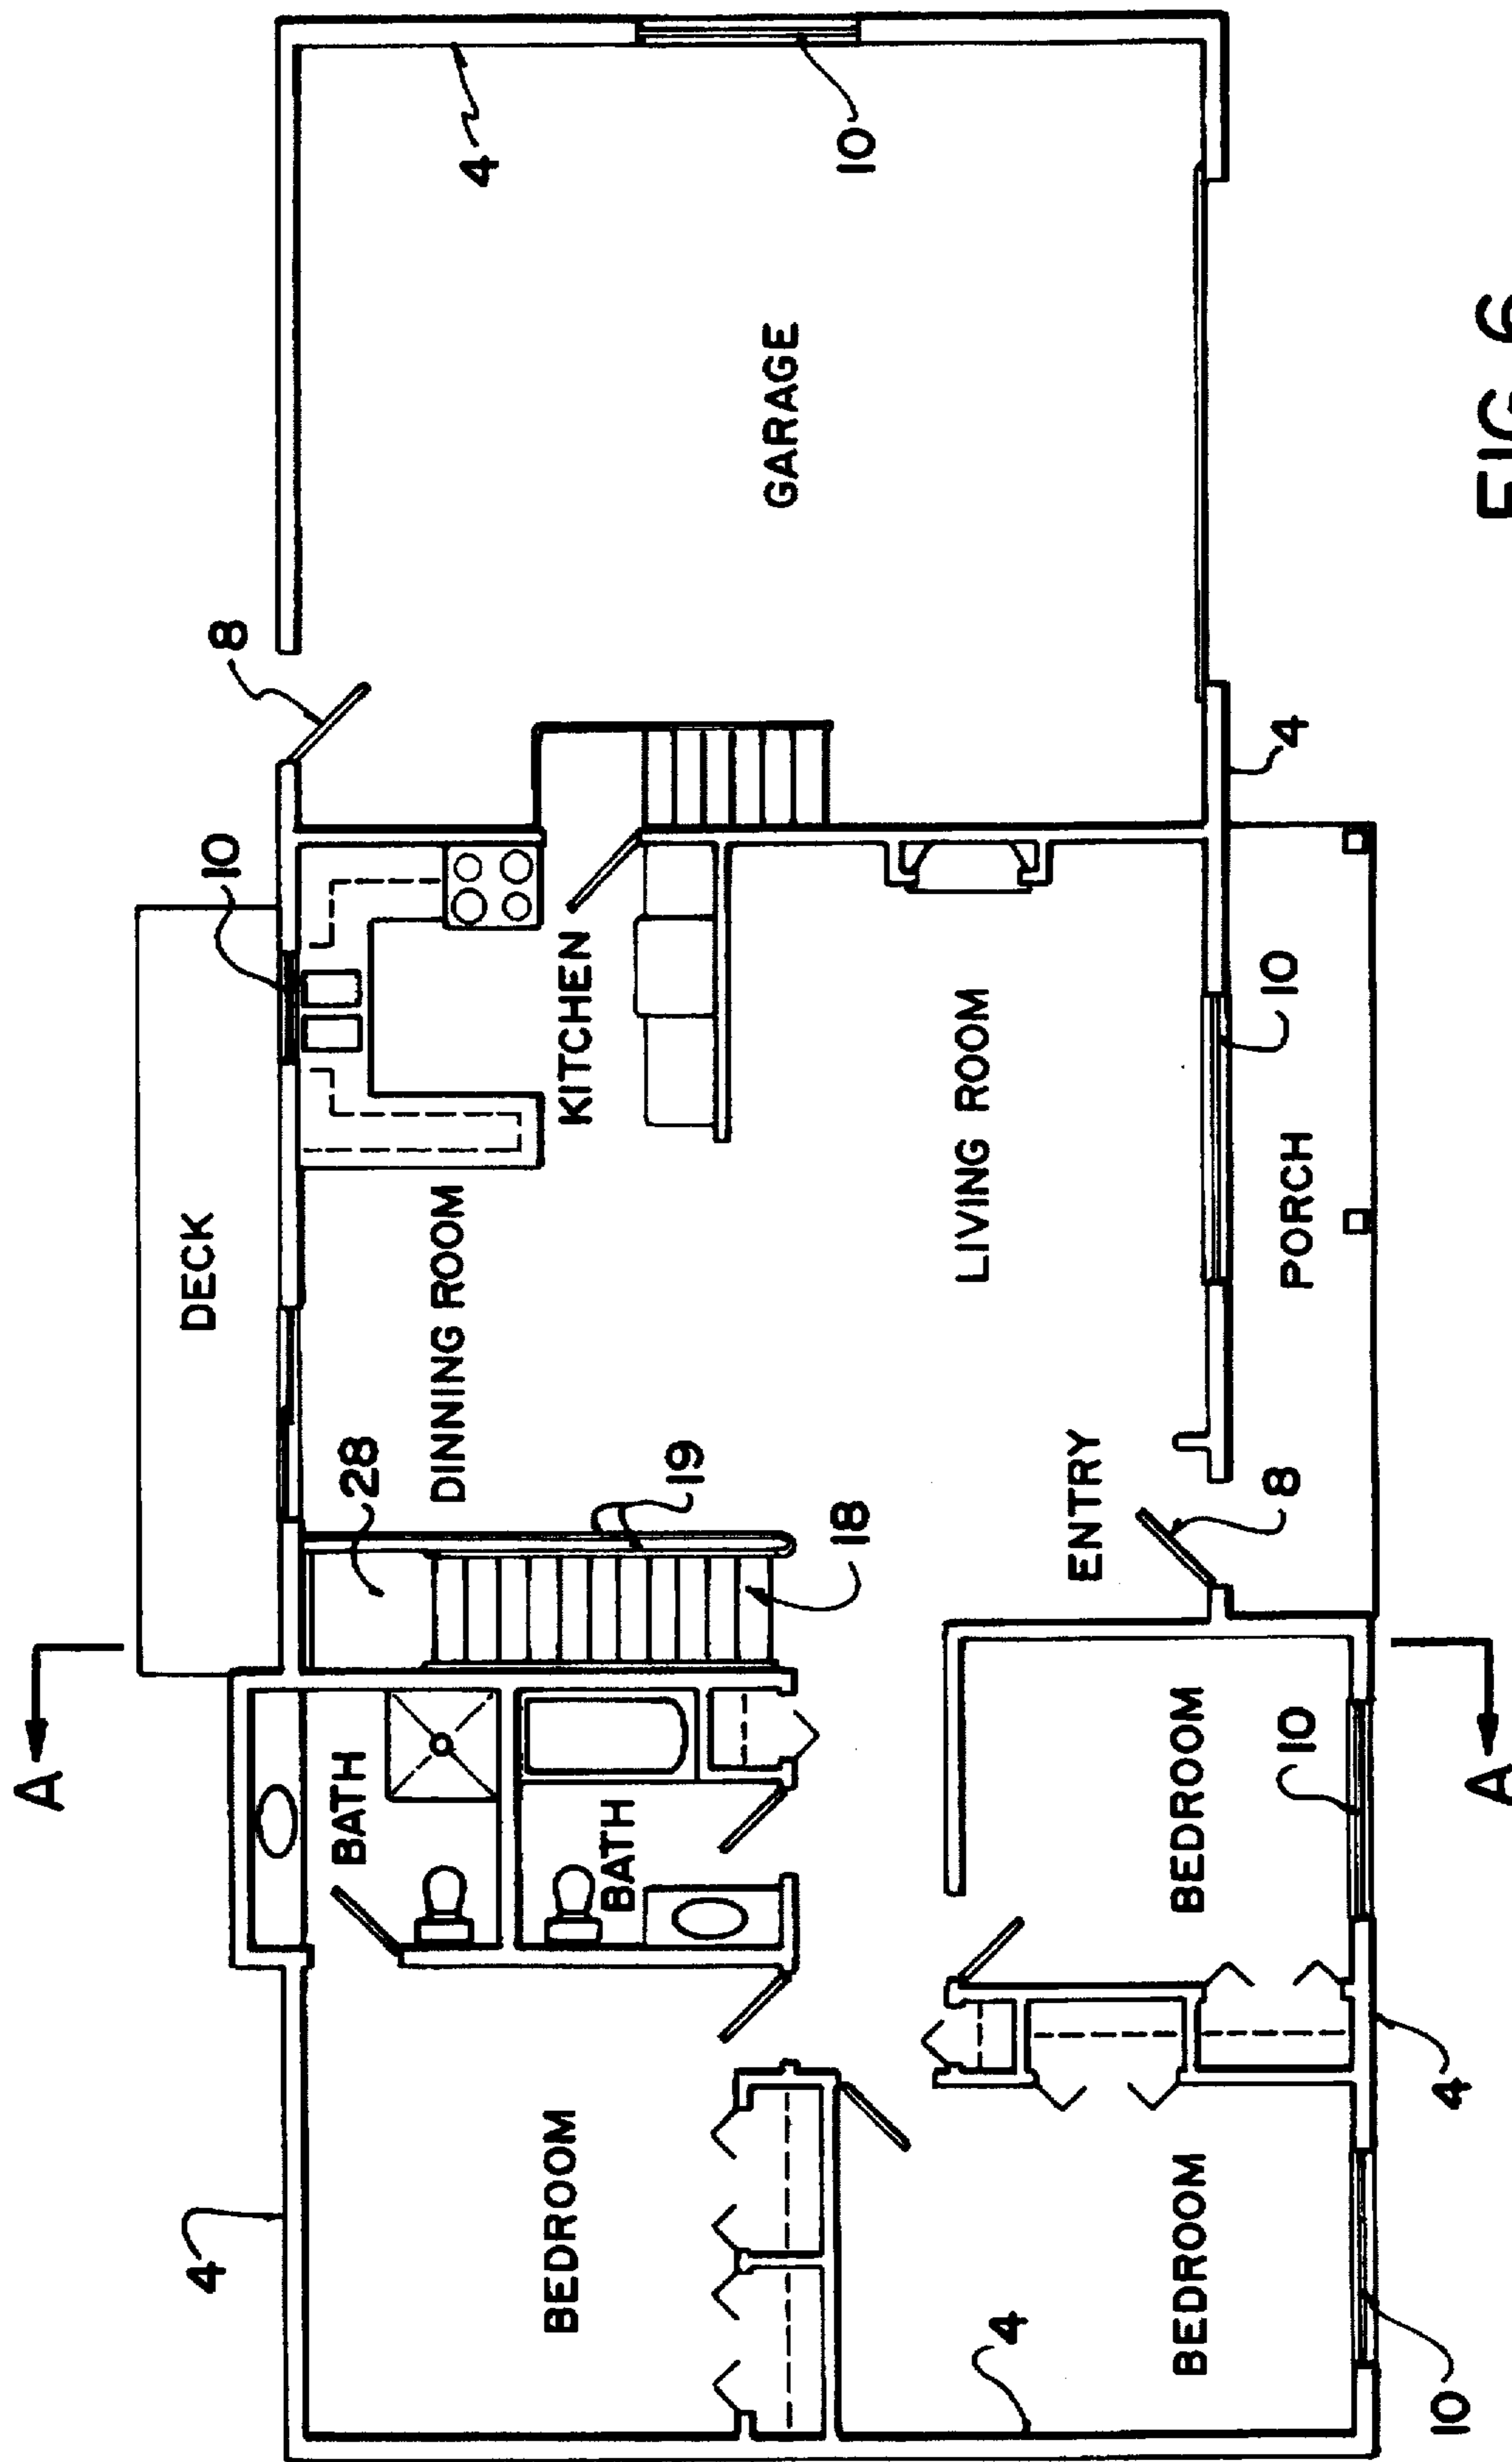 A
4
DECK
10
8
BATH
28
DINNING ROOM
4
BEDROOM
KITCHEN
BATH
19
GARAGE
18
10
LIVING ROOM
4
ENTRY
BEDROOM
BEDROOM
10
8
PORCH
10
4
10
4
A
FIG. 6